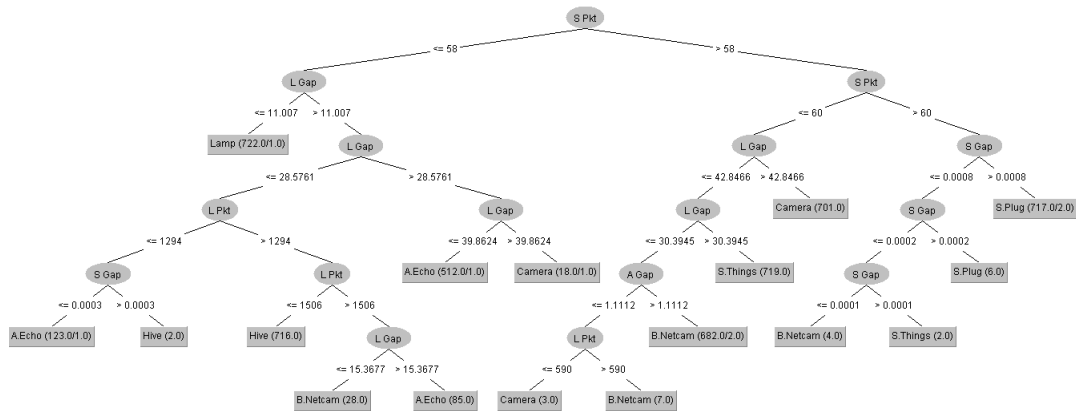 S Pkt
<= 58 > 58
L Gap S Pkt
<= 11.007 > 11.007 <= 60 > 60
Lamp (722.0/1.0) L Gap L Gap S Gap
<= 28.5761 > 28.5761 <= 42.8466 > 42.8466 <= 0.0008 > 0.0008
L Pkt L Gap L Gap Camera (701.0) S Gap S.Plug (717.0/2.0)
<= 1294 > 1294 <= 39.8624 > 39.8624 <= 30.3945 > 30.3945 <= 0.0002 > 0.0002
S Gap L Pkt A.Echo (512.0/1.0) Camera (18.0/1.0) A Gap S.Things (719.0) S Gap S.Plug (6.0)
<= 0.0003 > 0.0003 <= 1506 > 1506 <= 1.1112 > 1.1112 <= 0.0001 > 0.0001
A.Echo (123.0/1.0) Hive (2.0) Hive (716.0) L Gap L Pkt B.Netcam (682.0/2.0) B.Netcam (4.0) S.Things (2.0)
<= 15.3677 > 15.3677 <= 590 > 590
B.Netcam (28.0) A.Echo (85.0) Camera (3.0) B.Netcam (7.0)